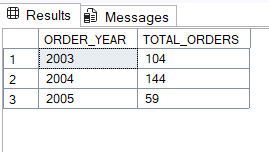 Results Messages
ORDER_YEAR TOTAL_ORDERS
1 2003 104
2 2004 144
3 2005 59